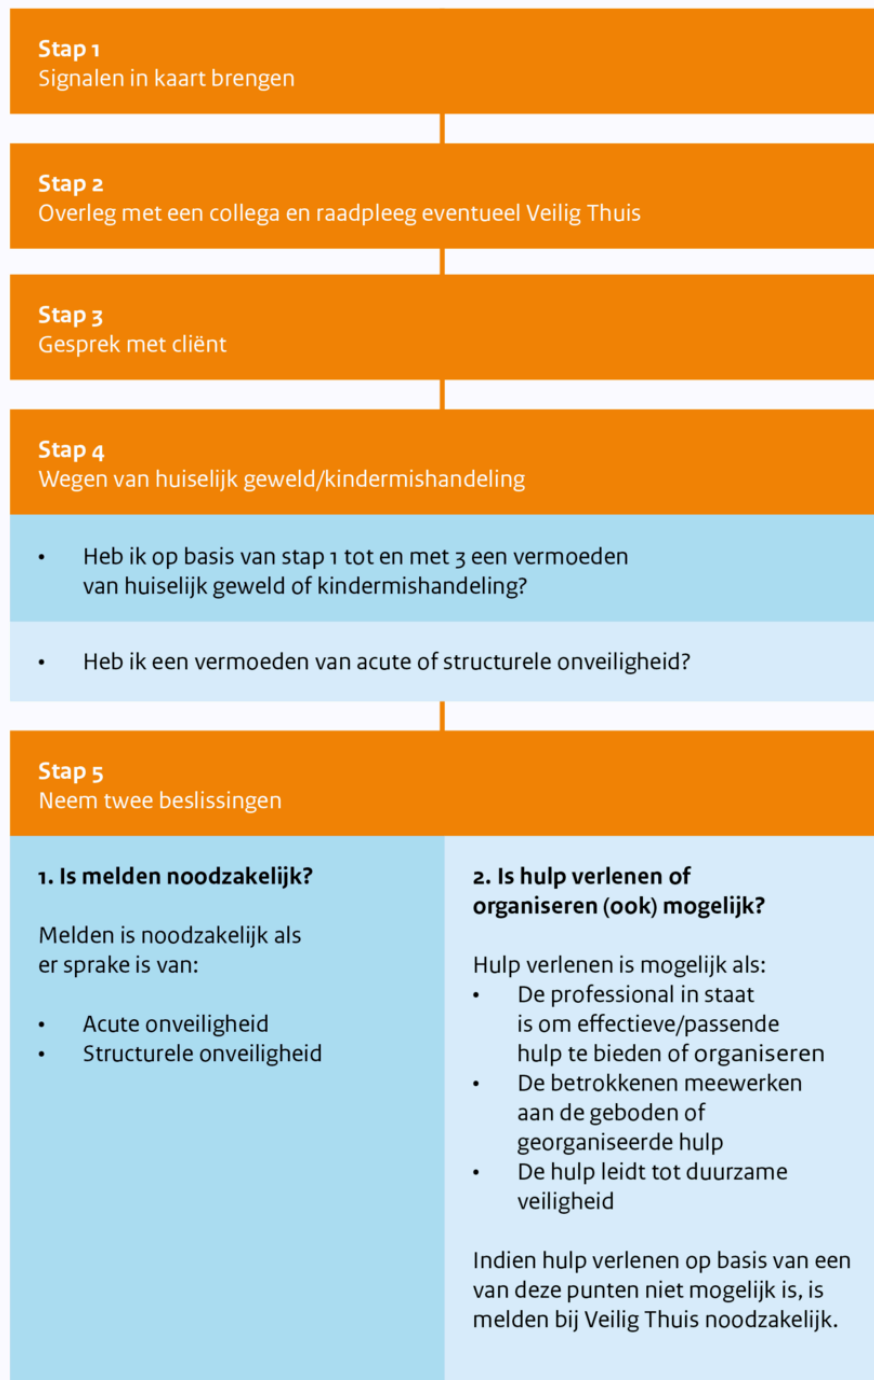 Stap 1
Signalen in kaart brengen
Stap 2
Overleg met een collega en raadpleeg eventueel Veilig Thuis
Stap 3
Gesprek met cliënt
Stap 4
Wegen van huiselijk geweld/kindermishandeling
• Heb ik op basis van stap 1 tot en met 3 een vermoeden
van huiselijk geweld of kindermishandeling?
• Heb ik een vermoeden van acute of structurele onveiligheid?
Stap 5
Neem twee beslissingen
1. Is melden noodzakelijk?
Melden is noodzakelijk als
er sprake is van:
• Acute onveiligheid
• Structurele onveiligheid
2. Is hulp verlenen of
organiseren (ook) mogelijk?
Hulp verlenen is mogelijk als:
• De professional in staat
is om effectieve/passende
hulp te bieden of organiseren
• De betrokkenen meewerken
aan de geboden of
georganiseerde hulp
• De hulp leidt tot duurzame
veiligheid
Indien hulp verlenen op basis van een
van deze punten niet mogelijk is, is
melden bij Veilig Thuis noodzakelijk.